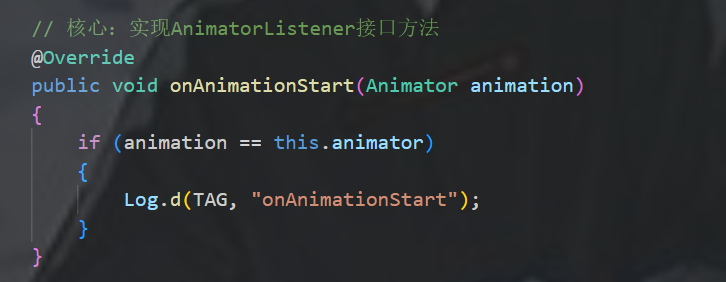 // 核心：实现AnimatorListener接口方法
@Override
public void onAnimationStart(Animator animation)
{
if (animation == this.animator)
{
Log.d(TAG, "onAnimationStart");
}
}